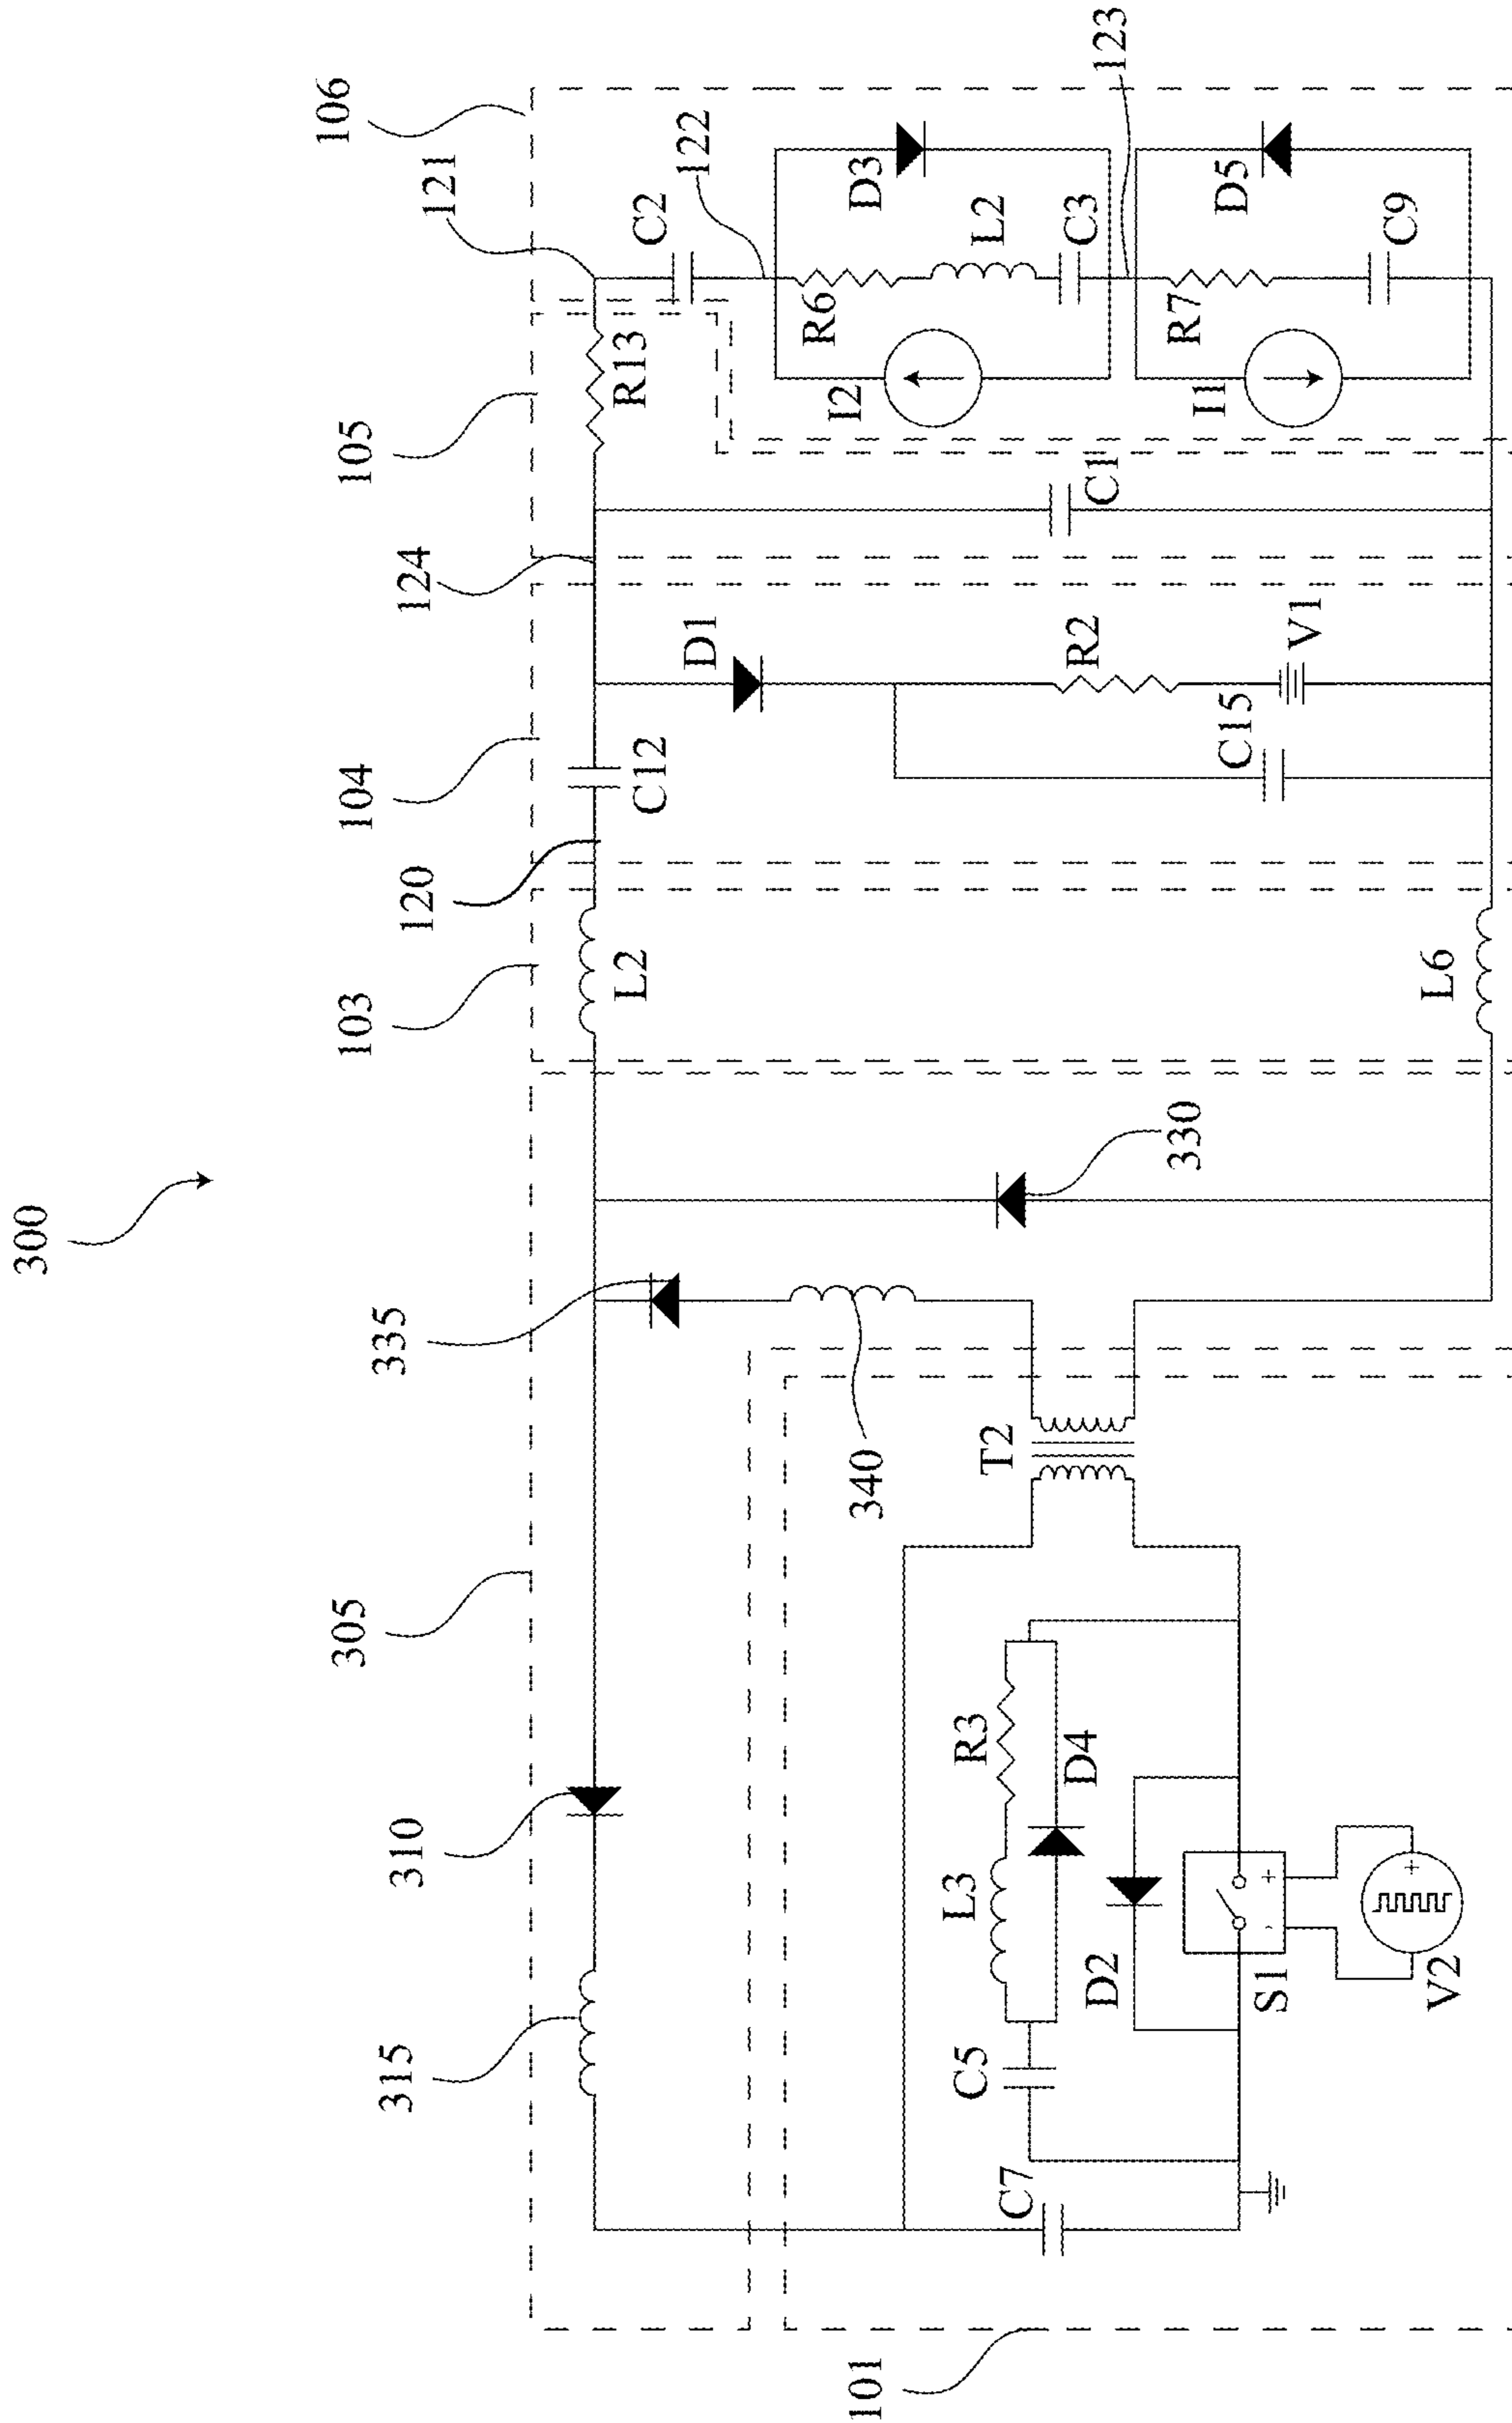 300
101
305
103
104
105
106
315
310
335
340
330
120
124
121
122
123
C7
C5
L3
R3
D4
D2
S1
- +
V2
+
T2
L2
L6
C12
D1
C15
R2
V1
C1
R13
C2
R6
L2
C3
I2
D3
R7
C9
I1
D5